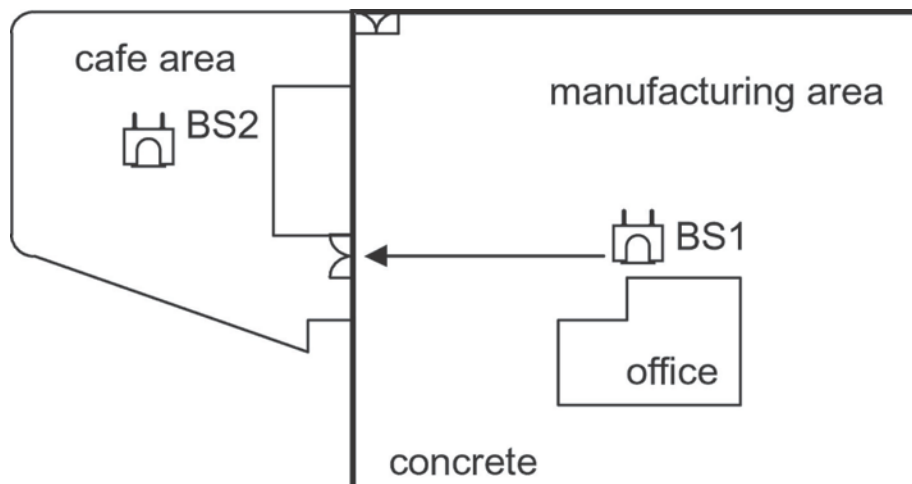 cafe area
BS2
manufacturing area
BS1
office
concrete